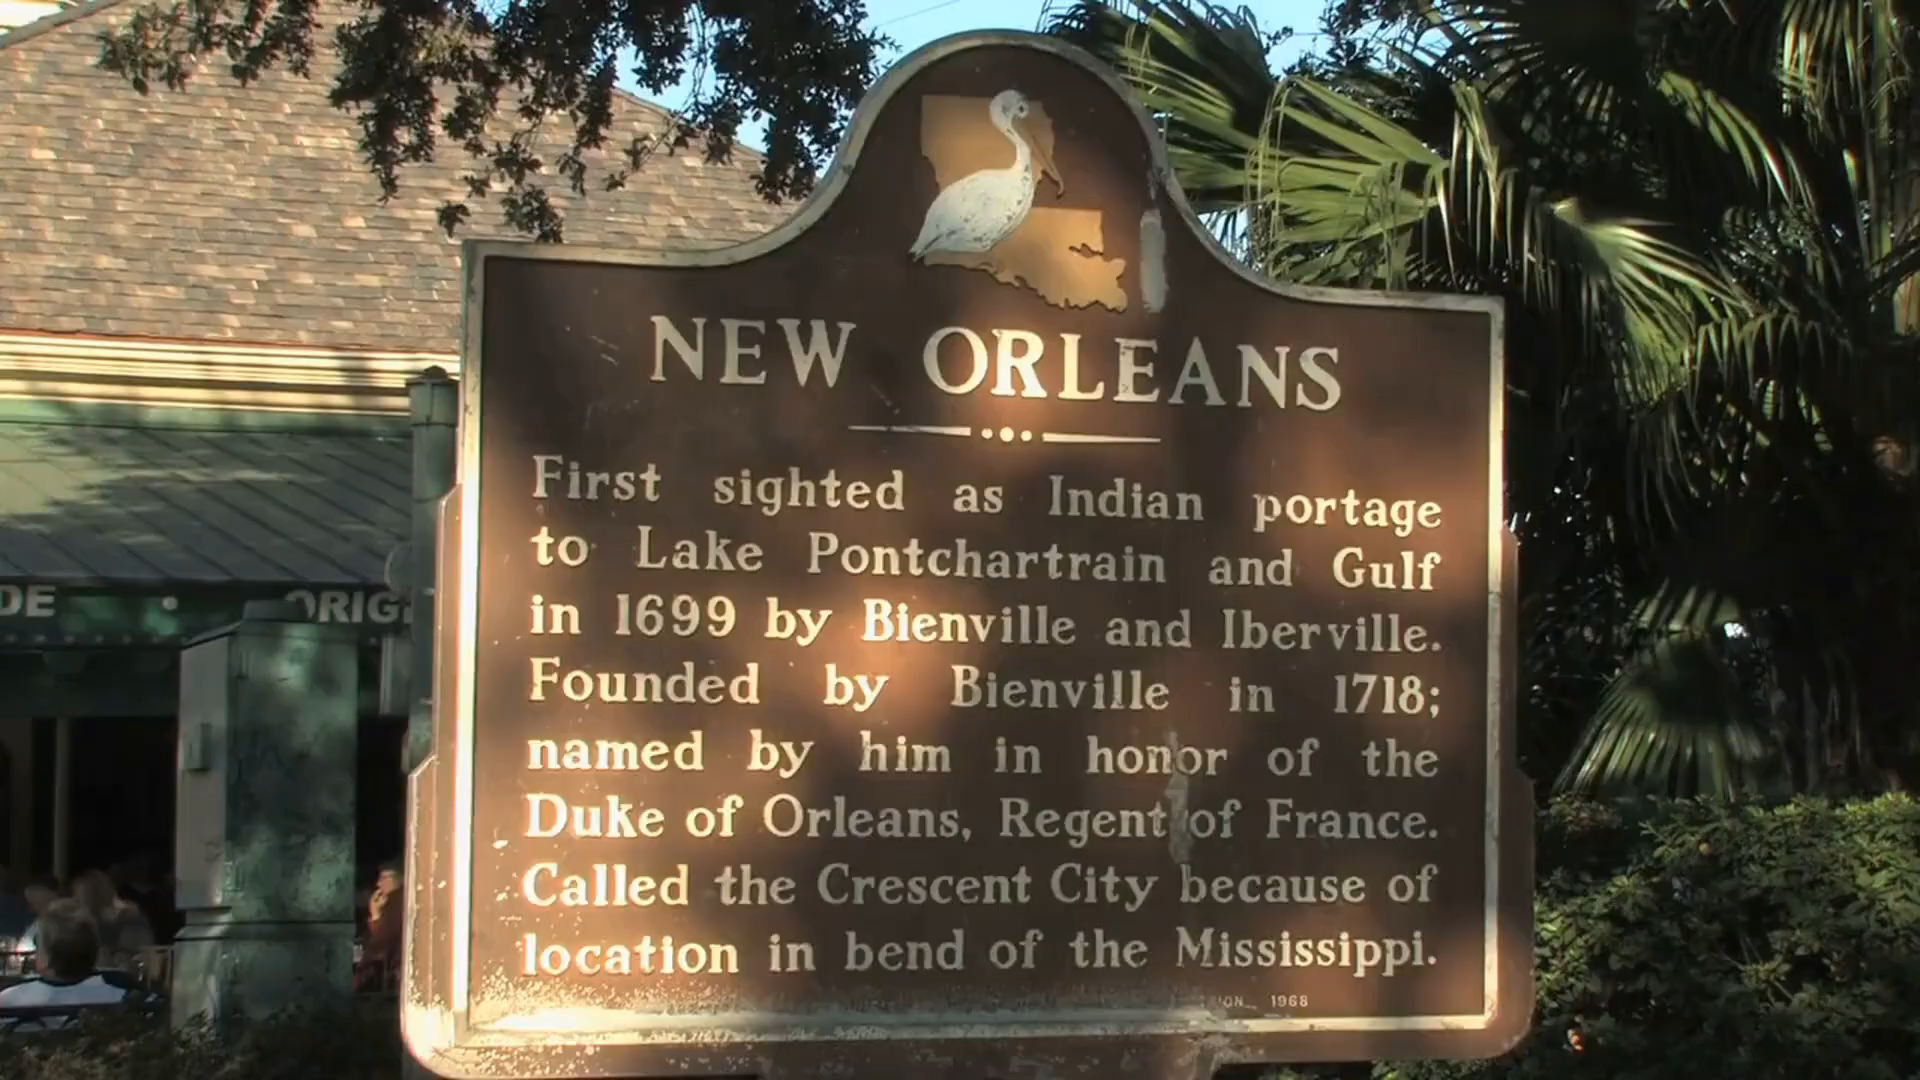 NEW ORLEANS
First sighted as Indian portage
to Lake Pontchartrain and Gulf
in 1699 by Bienville and Iberville.
Founded by Bienville in 1718;
named by him in honor of the
Duke of Orleans, Regent of France.
Called the Crescent City because of
location in bend of the Mississippi.
1968